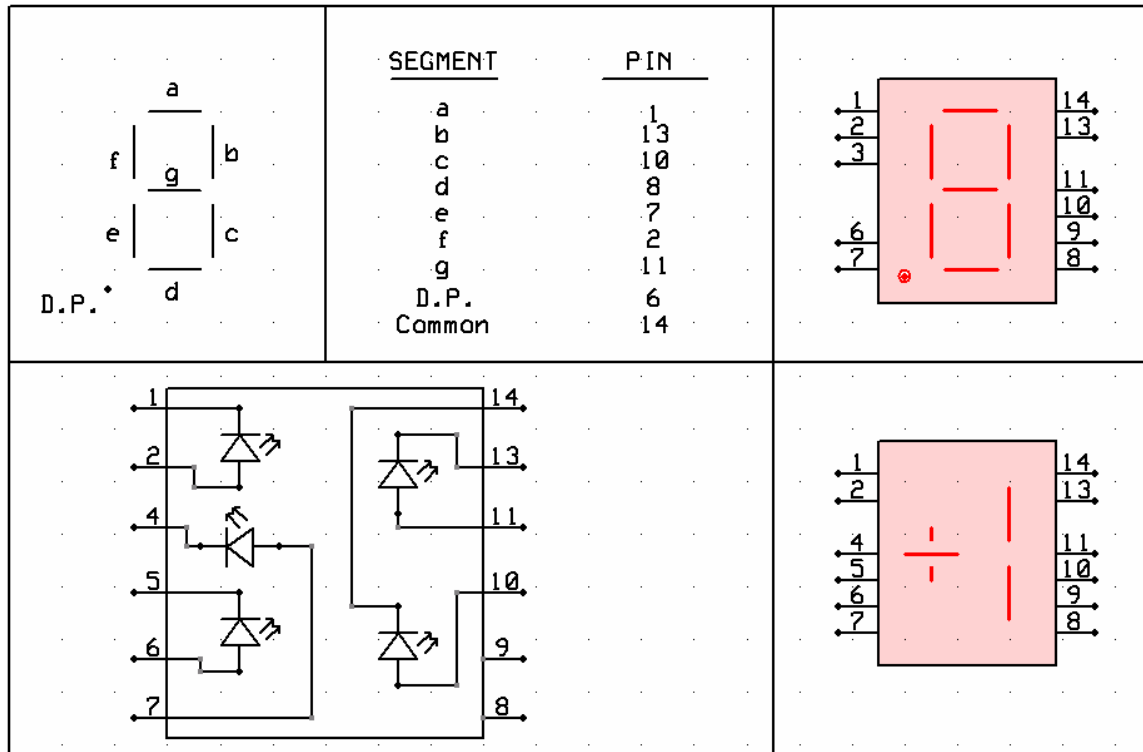 a
f
b
g
e
c
D.P.
d
SEGMENT PIN
a 1
b 13
c 10
d 8
e 7
f 2
g 11
D.P. 6
Common 14
1 14
2 13
3
11
10
6 9
7 8
1 14
2 13
4 11
5 10
6 9
7 8
1 14
2 13
4 11
5 10
6 9
7 8